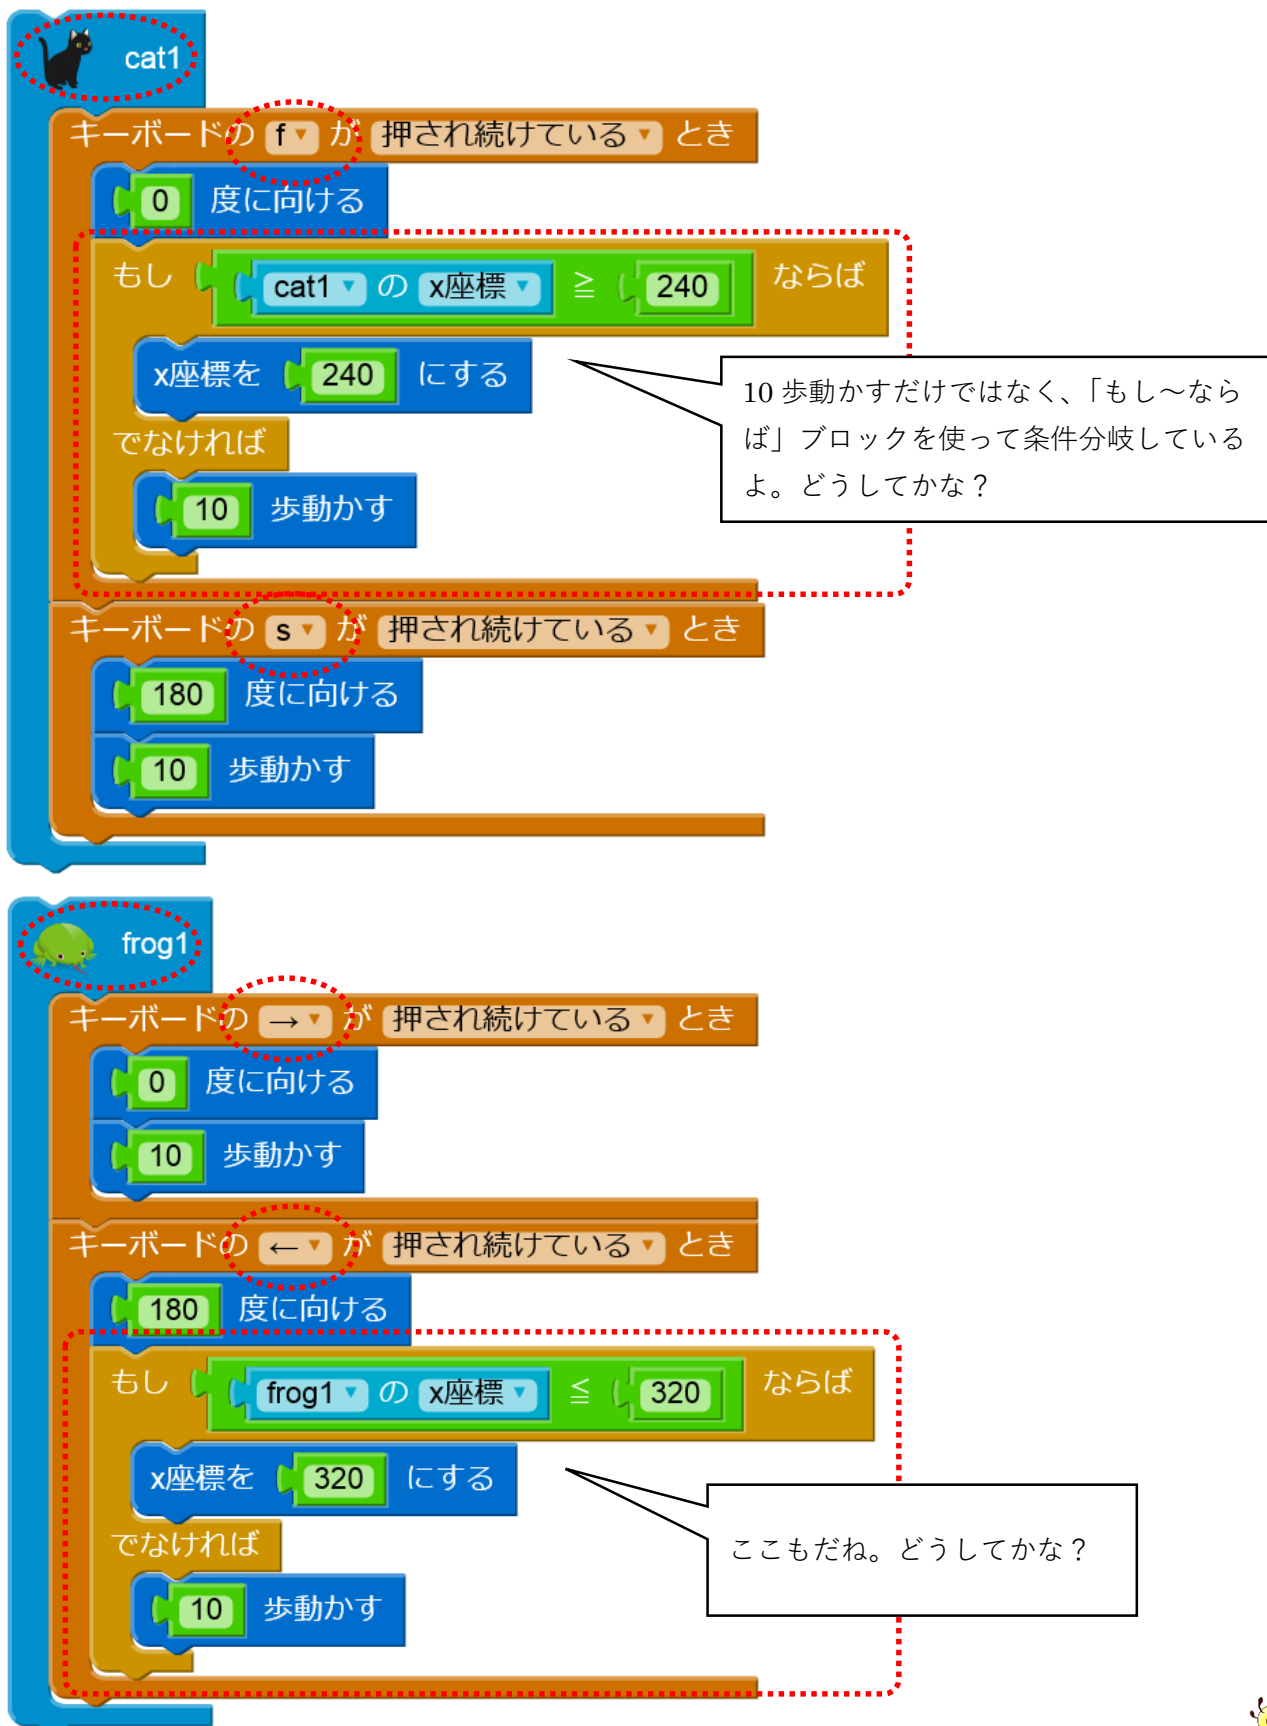 cat1
キーボードの f が 押され続けている とき
0 度に向ける
もし cat1 の x座標 ≧ 240 ならば
x座標を 240 にする
10 歩動かすだけではなく、「もし～なら
ば」ブロックを使って条件分岐している
よ。どうしてかな？
でなければ
10 歩動かす
キーボードの s が 押され続けている とき
180 度に向ける
10 歩動かす
frog1
キーボードの → が 押され続けている とき
0 度に向ける
10 歩動かす
キーボードの ← が 押され続けている とき
180 度に向ける
もし frog1 の x座標 ≦ 320 ならば
x座標を 320 にする
ここもだね。どうしてかな？
でなければ
10 歩動かす